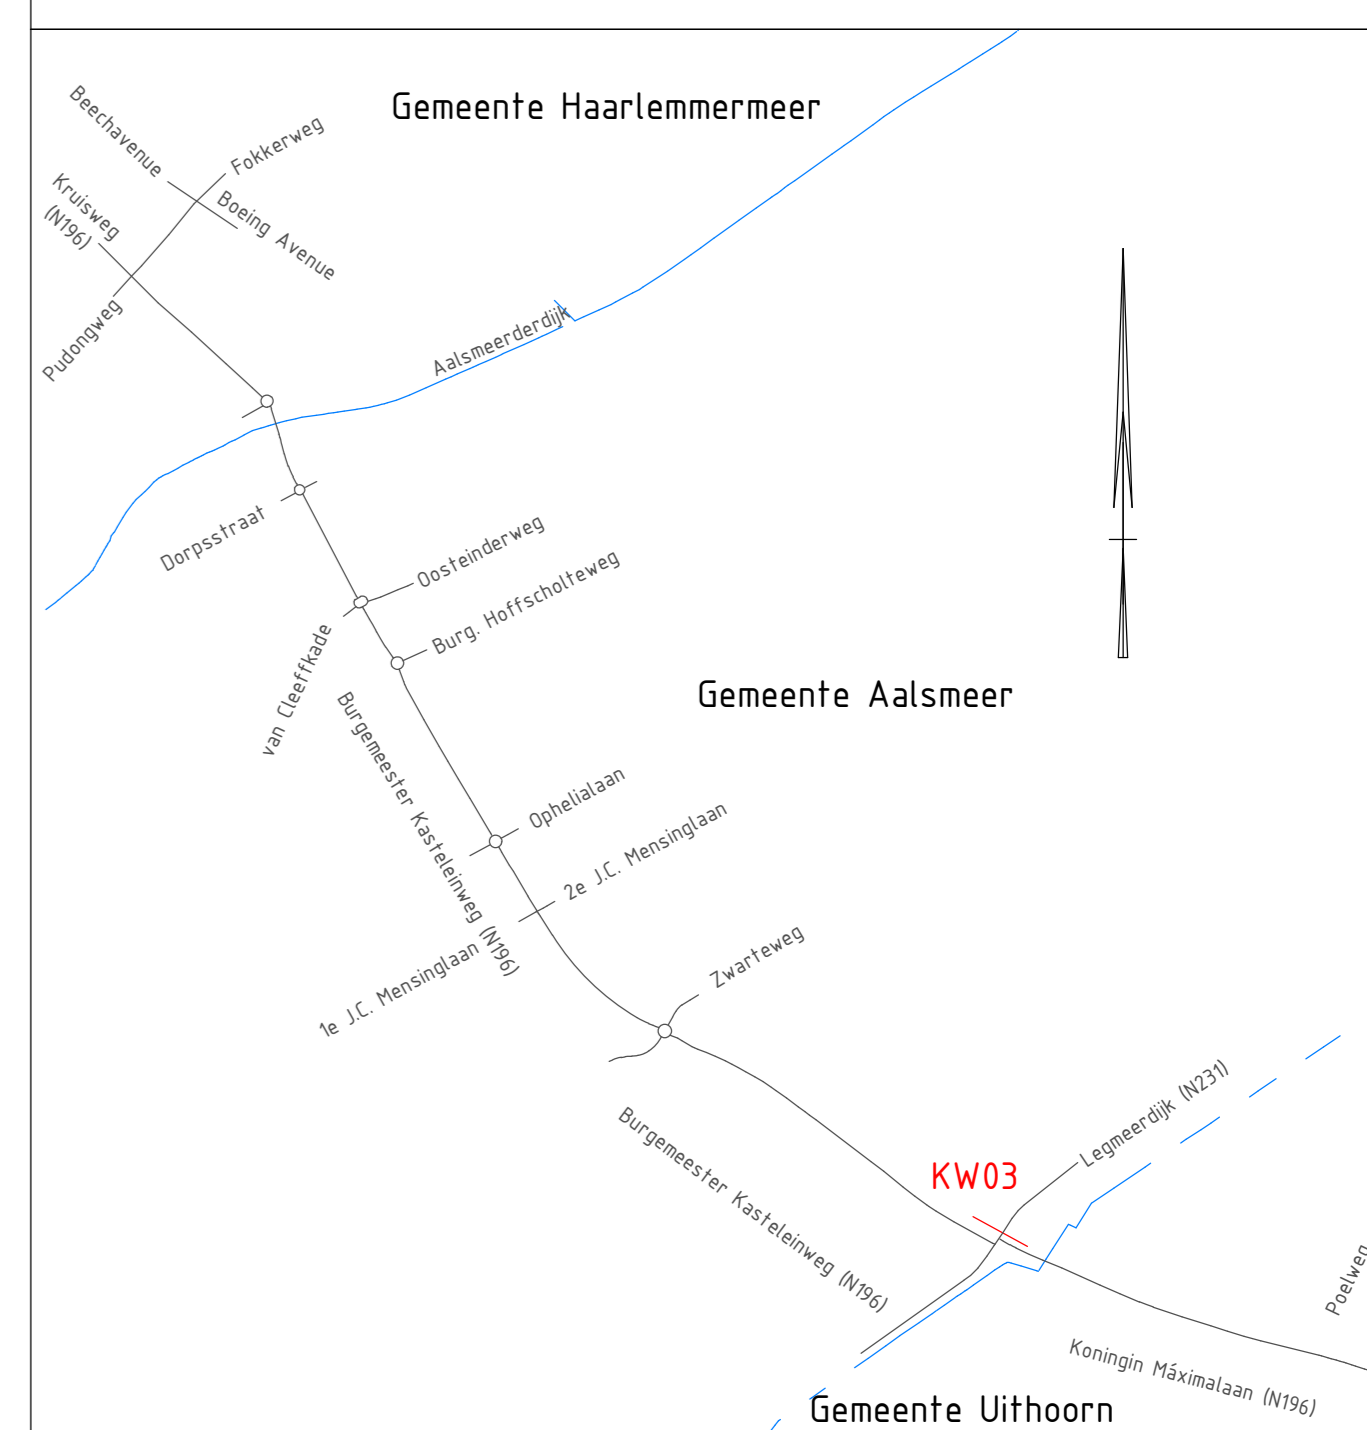 Gemeente Haarlemmermeer
Beechavenue
Fokkerweg
Kruisweg
(N196)
Boeing Avenue
Pudongweg
Aalsmeerderdijk
Dorpsstraat
Oosteinderweg
Burg. Hoffscholteweg
van Cleeffkade
Gemeente Aalsmeer
Burgemeester Kasteleinweg (N196)
Ophelialaan
2e J.C. Mensinglaan
1e J.C. Mensinglaan
Zwarteweg
Legmeerdijk (N231)
Burgemeester Kasteleinweg (N196)
KW03
Poelweg
Koningin Máximalaan (N196)
Gemeente Uithoorn